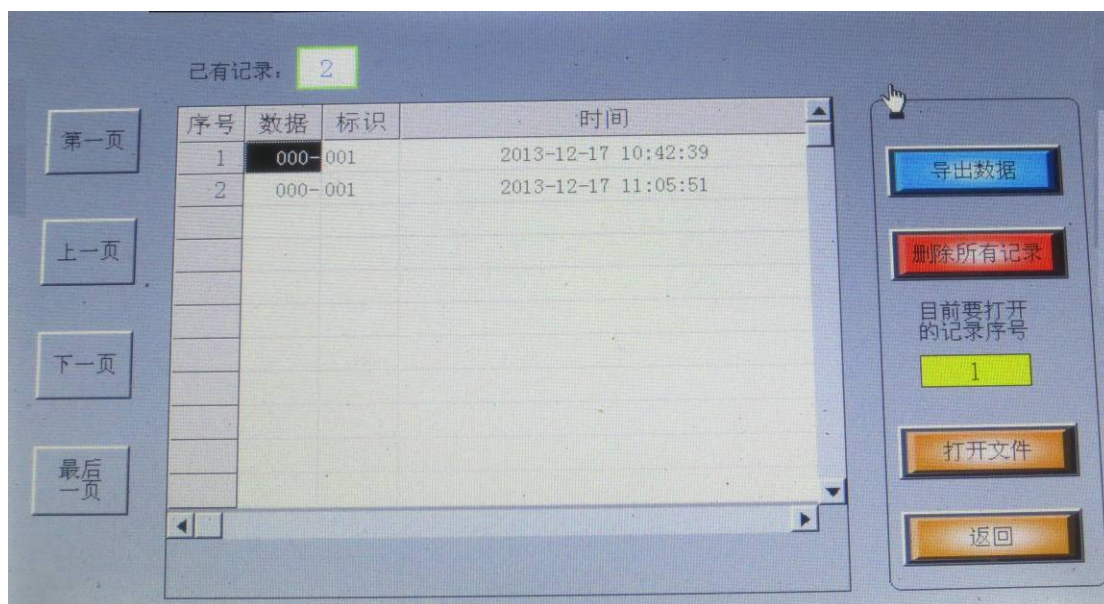 已有记录: 2
第一页
上一页
下一页
最后
一页
序号 数据 标识 时间
1 000- 001 2013-12-17 10:42:39
2 000- 001 2013-12-17 11:05:51
导出数据
删除所有记录
目前要打开
的记录序号
1
打开文件
返回